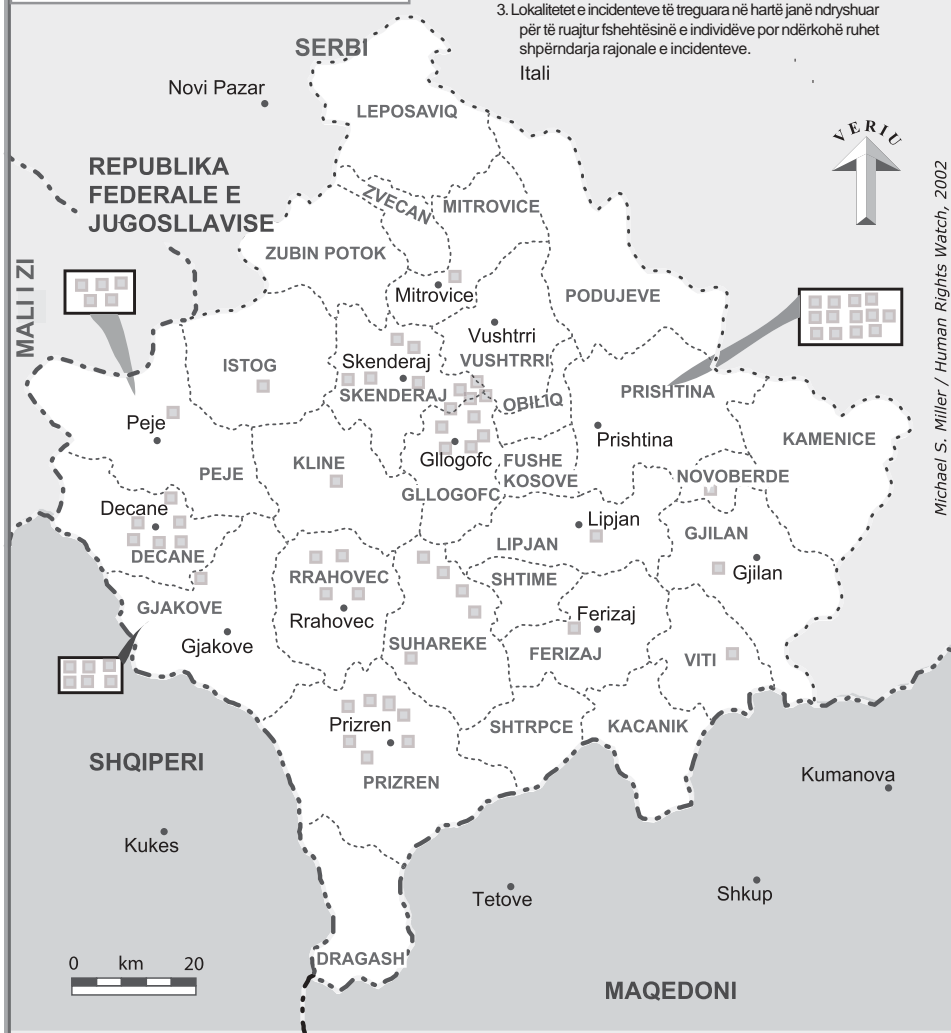 3. Lokalitetet e incidenteve të treguara në hartë janë ndryshuar
për të ruajtur fshehtësinë e individëve por ndërkohë ruhet
shpërndarja rajonale e incidenteve.
Itali
SERBI
Novi Pazar
LEPOSAVIQ
VERIU
REPUBLIKA
FEDERALE E
JUGOSLLAVISE
ZVECAN
MITROVICE
ZUBIN POTOK
MALI I ZI
Mitrovice
PODUJEVE
Vushtrri
VUSHTRRI
ISTOG
Skenderaj
SKENDERAJ
OBILIQ
PRISHTINA
Peje
Prishtina
KAMENICE
PEJE
KLINE
Gllogofc
GLLOGOFC
FUSHE
KOSOVE
NOVOBERDE
Decane
DECANE
Lipjan
LIPJAN
GJILAN
Gjilan
RRAHOVEC
Rrahovec
SHTIME
GJAKOVE
Gjakove
Ferizaj
FERIZAJ
SUHAREKE
VITI
Prizren
PRIZREN
SHTRPCE
KACANIK
SHQIPERI
Kumanova
Kukes
Tetove
Shkup
DRAGASH
0 km 20
MAQEDONI
Michael S. Miller / Human Rights Watch, 2002